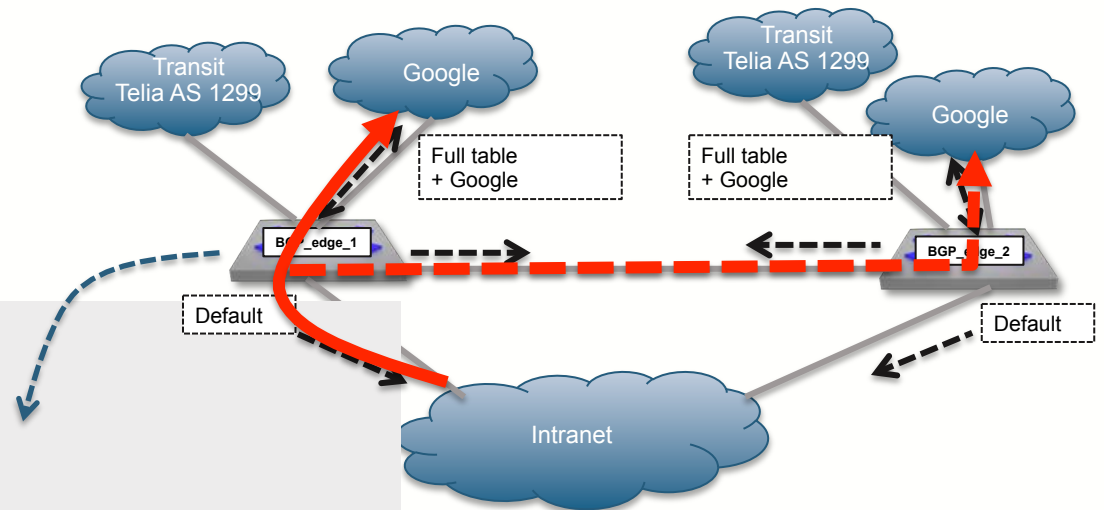 Transit
Telia AS 1299
Google
Transit
Telia AS 1299
Google
Full table
+ Google
Full table
+ Google
BGP_edge_1
BGP_edge_2
Default
Default
Intranet